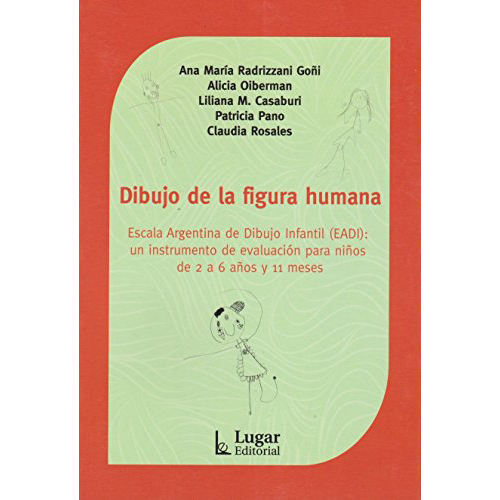 Ana María Radrizzani Goñi
Alicia Oiberman
Liliana M. Casaburi
Patricia Pano
Claudia Rosales
Dibujo de la figura humana
Escala Argentina de Dibujo Infantil (EADI):
un instrumento de evaluación para niños
de 2 a 6 años y 11 meses
Le Lugar
Editorial